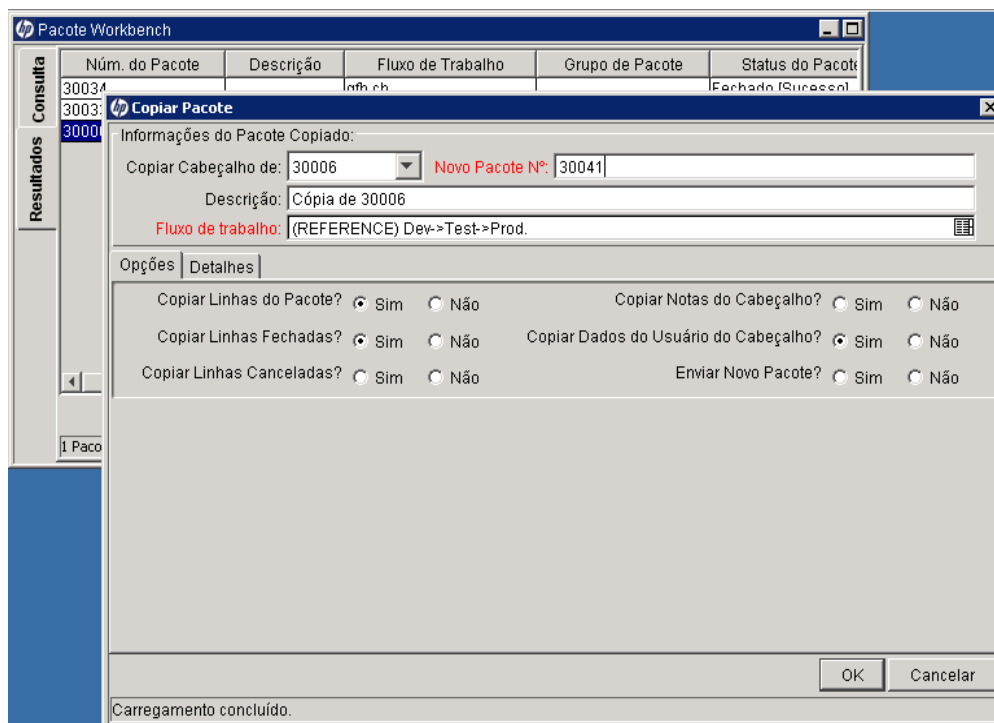 Pacote Workbench
Consulta
Resultados
Núm. do Pacote Descrição Fluxo de Trabalho Grupo de Pacote Status do Pacote
30034 Fechado [Sucesso]
Copiar Pacote
Informações do Pacote Copiado:
Copiar Cabeçalho de: 30006 Novo Pacote Nº: 30041
Descrição: Cópia de 30006
Fluxo de trabalho: (REFERENCE) Dev->Test->Prod.
Opções Detalhes
Copiar Linhas do Pacote? Sim Não Copiar Notas do Cabeçalho? Sim Não
Copiar Linhas Fechadas? Sim Não Copiar Dados do Usuário do Cabeçalho? Sim Não
Copiar Linhas Canceladas? Sim Não Enviar Novo Pacote? Sim Não
1 Paco
OK Cancelar
Carregamento concluído.